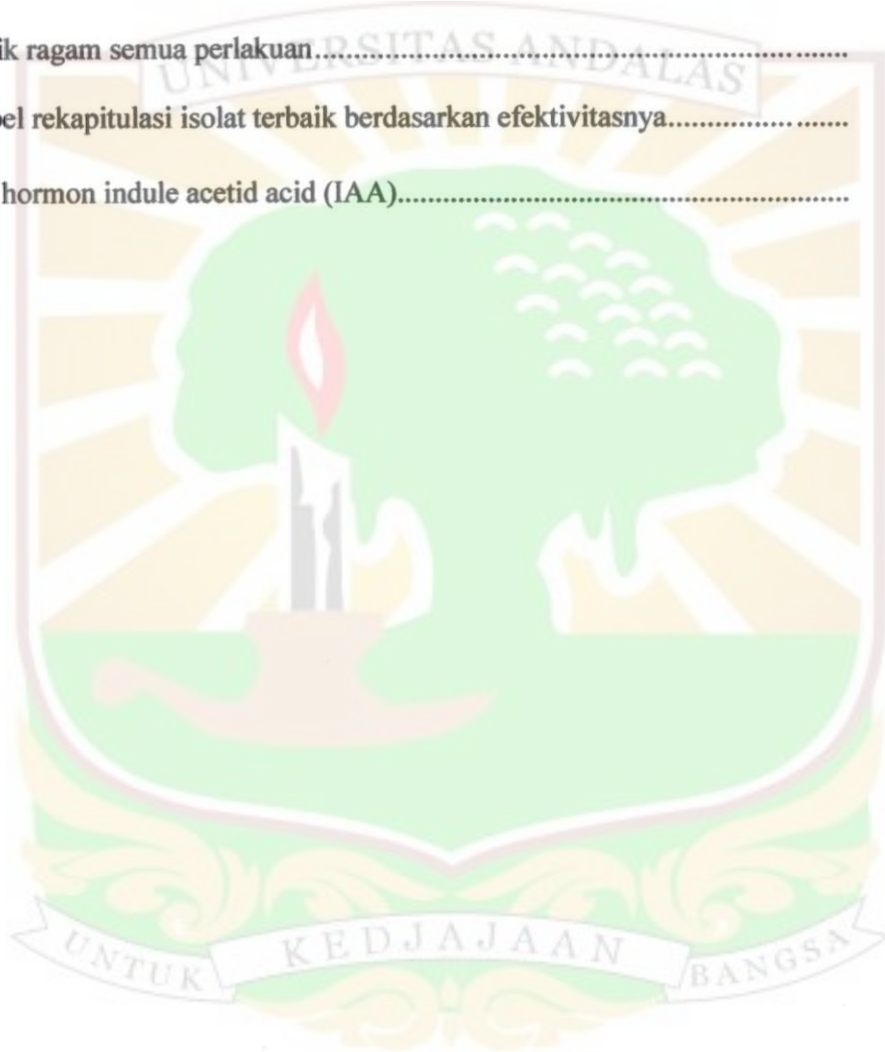 ik ragam semua perlakuan
UNIVERSITAS ANDALAS
el rekapitulasi isolat terbaik berdasarkan efektivitasnya
hormon indule acetid acid (IAA)
UNTUK KEDJAJAAN BANGSA